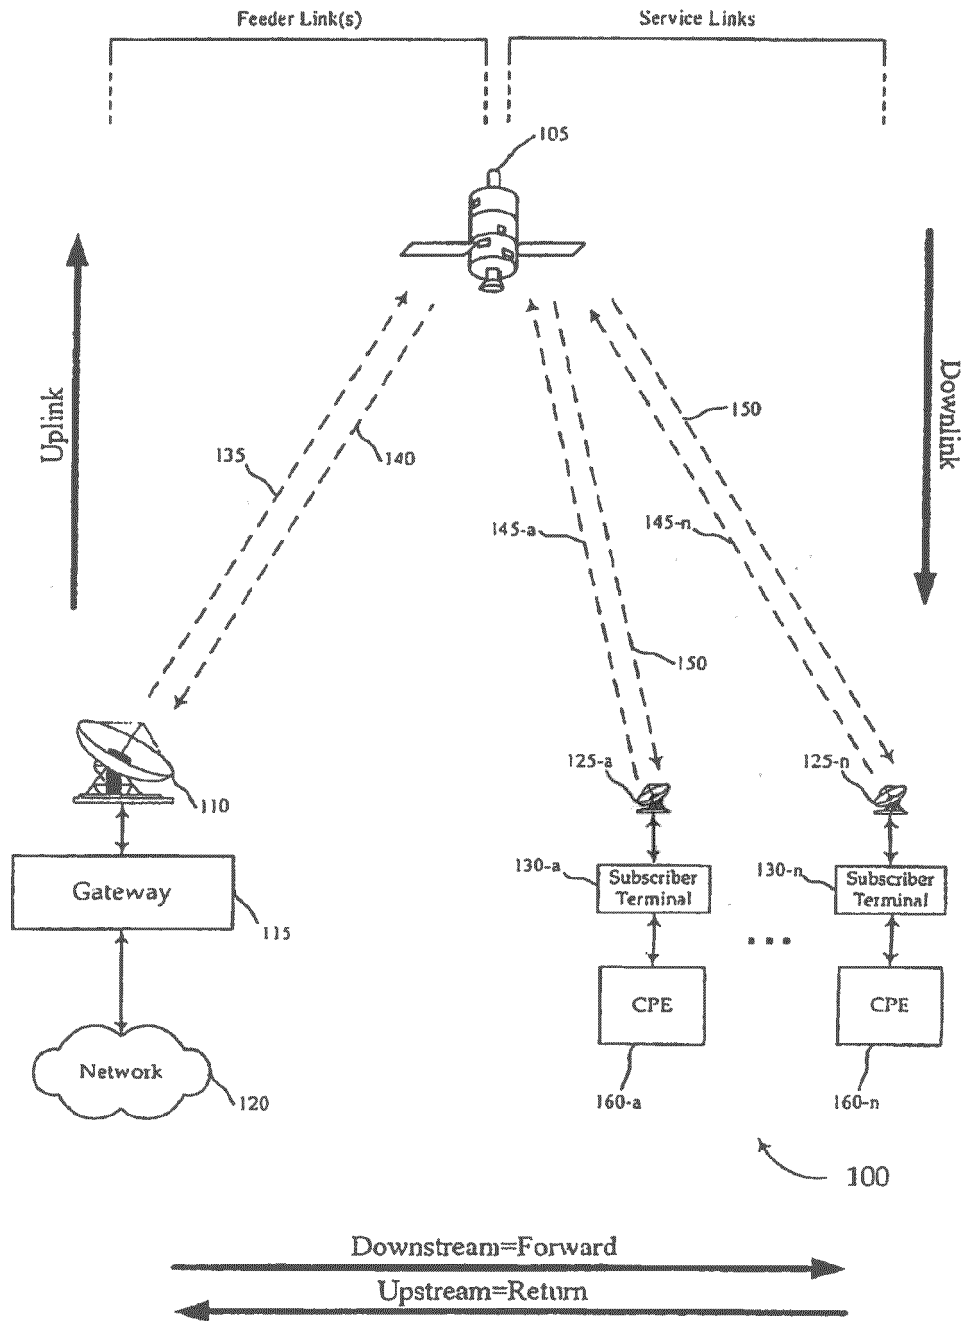 Feeder Link(s)
Service Links
105
Uplink
Downlink
135
140
150
145-a
145-n
150
125-a
125-n
110
130-a
Subscriber
Terminal
130-n
Subscriber
Terminal
Gateway
115
...
CPE
CPE
Network
120
160-a
160-n
100
Downstream=Forward
Upstream=Return